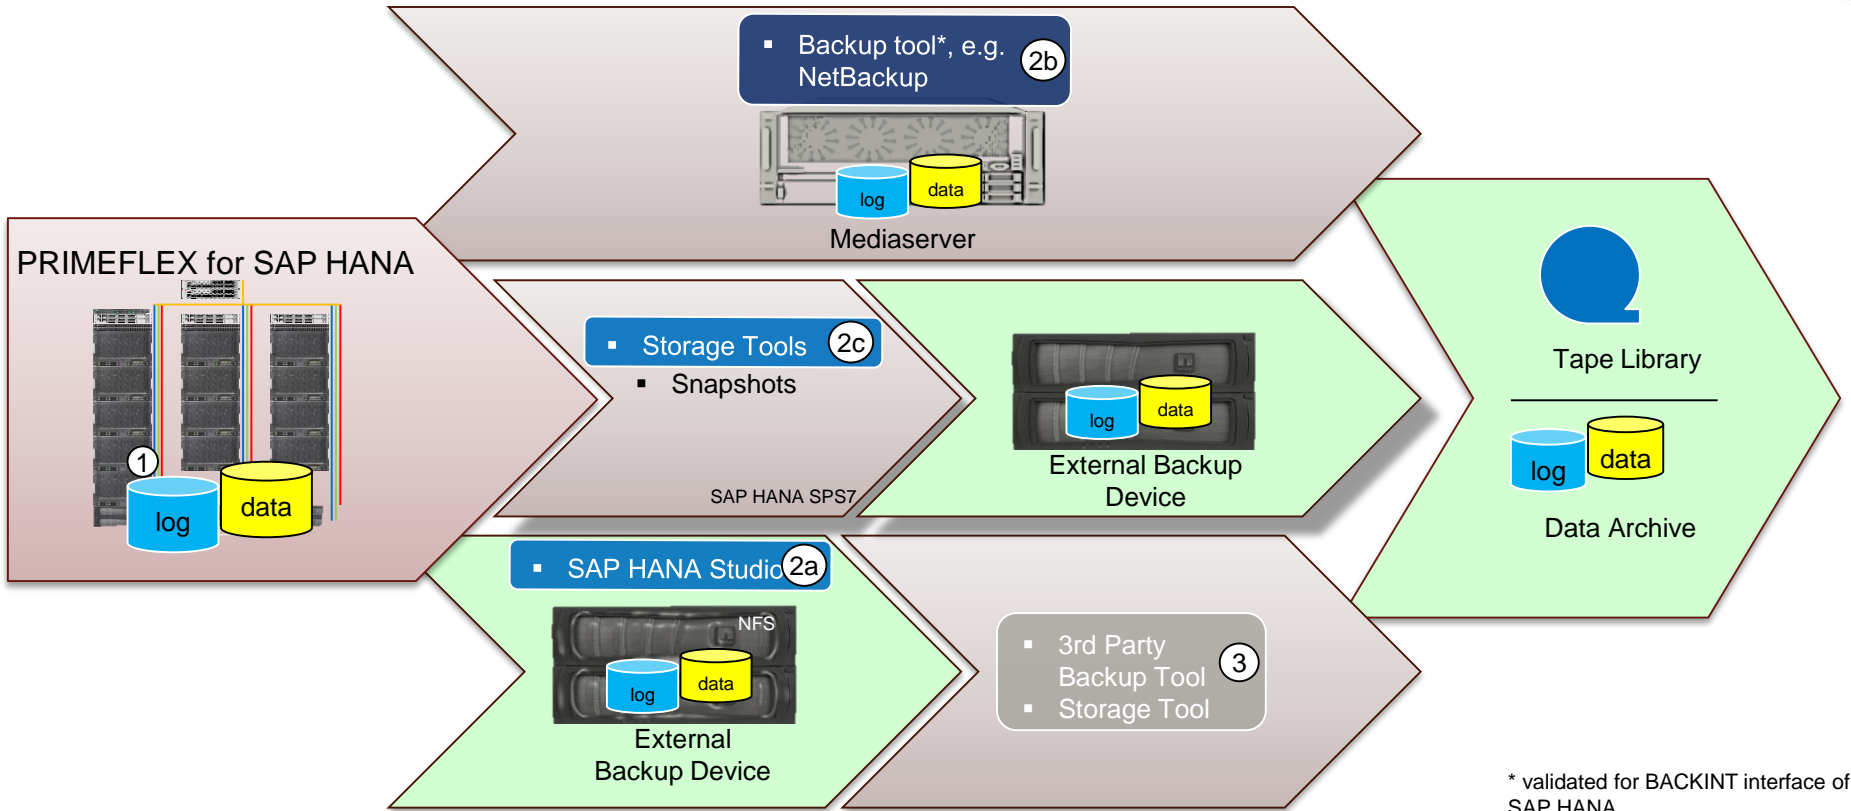 Backup tool*, e.g.
NetBackup
2b
log
data
Mediaserver
PRIMEFLEX for SAP HANA
1
log
data
Storage Tools
2c
Snapshots
SAP HANA SPS7
log
data
External Backup
Device
Tape Library
log
data
Data Archive
SAP HANA Studio
2a
NFS
log
data
External
Backup Device
3rd Party
Backup Tool
Storage Tool
3
* validated for BACKINT interface of
SAP HANA